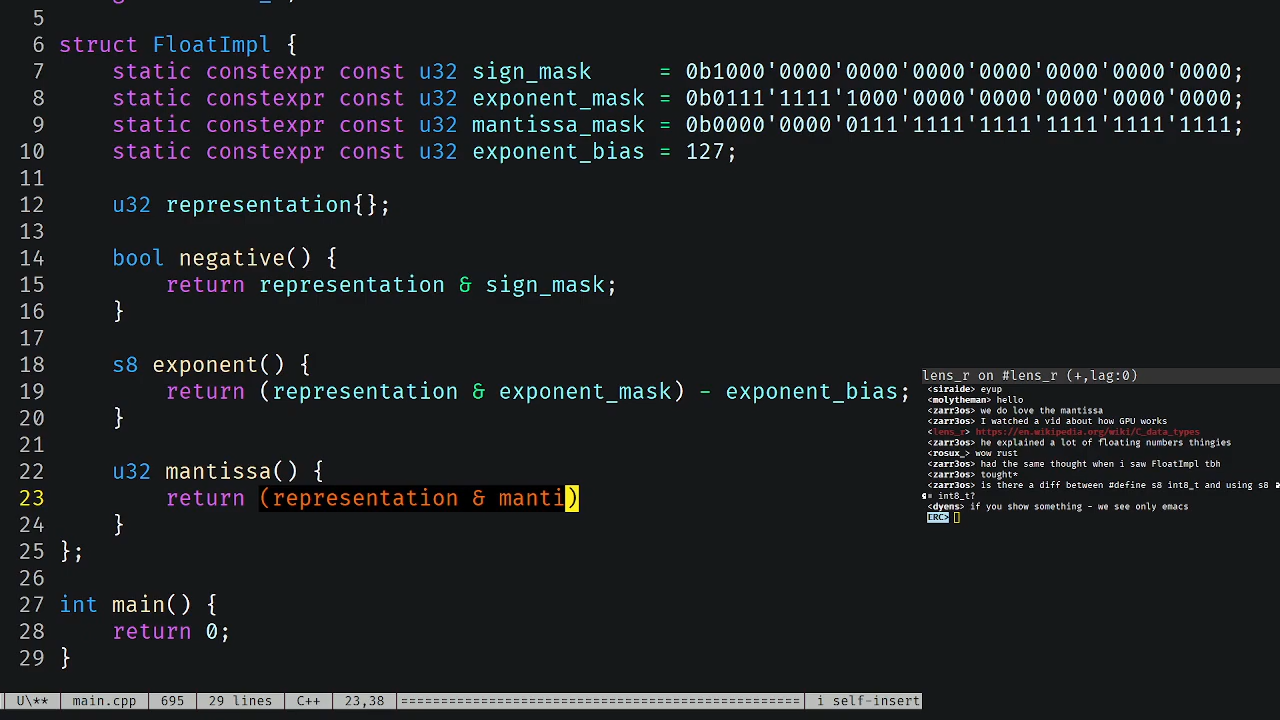 5
6 struct FloatImpl {
7 static constexpr const u32 sign_mask = 0b1000'0000'0000'0000'0000'0000'0000'0000;
8 static constexpr const u32 exponent_mask = 0b0111'1111'1000'0000'0000'0000'0000'0000;
9 static constexpr const u32 mantissa_mask = 0b0000'0000'0111'1111'1111'1111'1111'1111;
10 static constexpr const u32 exponent_bias = 127;
11
12 u32 representation{};
13
14 bool negative() {
15 return representation & sign_mask;
16 }
17
18 s8 exponent() {
19 return (representation & exponent_mask) - exponent_bias;
20 }
21
22 u32 mantissa() {
23 return (representation & manti)
24 }
25 };
26
27 int main() {
28 return 0;
29 }
lens_r on #lens_r (+,lag:0)
<siraide> eyup
<molytheman> hello
<zarr3os> we do love the mantissa
<zarr3os> I watched a vid about how GPU works
<lens_r> https://en.wikipedia.org/wiki/C_data_types
<zarr3os> he explained a lot of floating numbers thingies
<rosux_> wow rust
<zarr3os> had the same thought when i saw FloatImpl tbh
<zarr3os> tought*
<zarr3os> is there a diff between #define s8 int8_t and using s8
= int8_t?
<dyens> if you show something - we see only emacs
ERC>
U\** main.cpp 695 29 lines C++ 23,38 ======================================== i self-insert